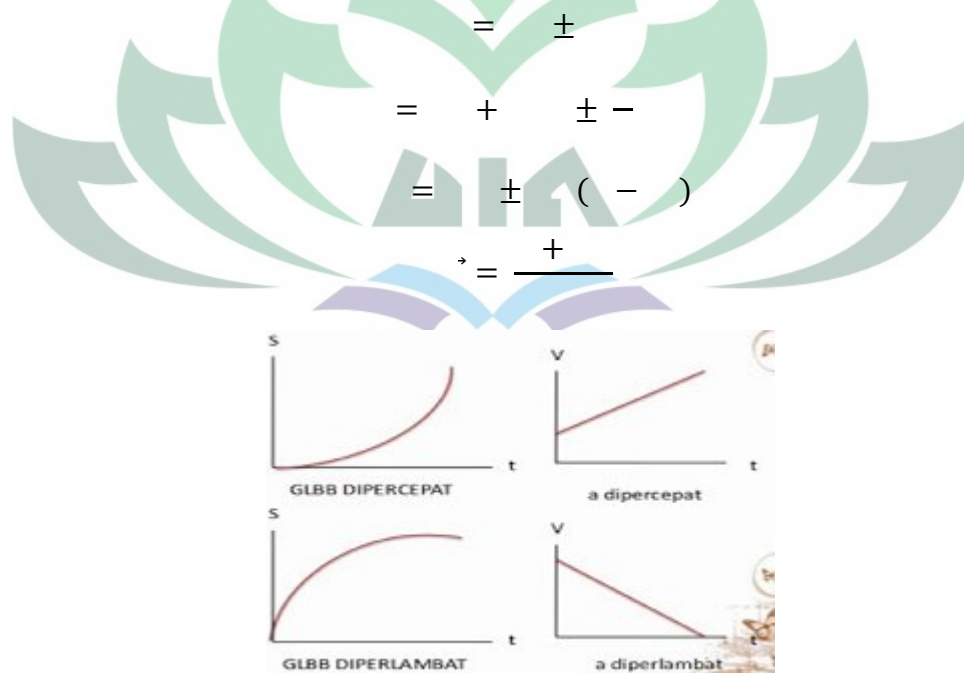 = ±
= + ± −
= ± ( − )
→ = +
S
V
t
t
GLBB DIPERCEPAT
a dipercepat
S
V
t
t
GLBB DIPERLAMBAT
a diperlambat